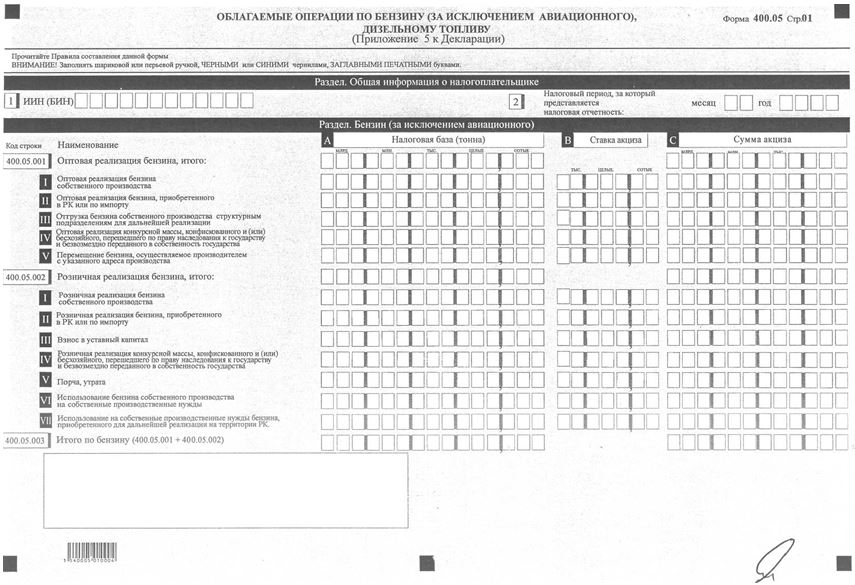 ОБЛАГАЕМЫЕ ОПЕРАЦИИ ПО БЕНЗИНУ (ЗА ИСКЛЮЧЕНИЕМ АВИАЦИОННОГО),
ДИЗЕЛЬНОМУ ТОПЛИВУ
(Приложение 5 к Декларации)
Форма 400.05 Стр.01
Прочитайте Правила составления данной формы
ВНИМАНИЕ! Заполнять шариковой или перьевой ручкой, ЧЕРНЫМИ или СИНИМИ чернилами, ЗАГЛАВНЫМИ ПЕЧАТНЫМИ буквами.
Раздел. Общая информация о налогоплательщике
1 ИИН (БИН)
2 Налоговый период, за который
представляется
налоговая отчетность:
месяц год
Раздел. Бензин (за исключением авиационного)
Код строки Наименование
A Налоговая база (тонна)
B Ставка акциза
C Сумма акциза
МЛРД. МЛН. ТЫС. ЦЕЛЫХ СОТЫХ
МЛРД. МЛН. ТЫС.
400.05.001 Оптовая реализация бензина, итого:
ТЫС. ЦЕЛЫХ СОТЫХ
I Оптовая реализация бензина
собственного производства
II Оптовая реализация бензина, приобретенного
в РК или по импорту
III Отгрузка бензина собственного производства структурным
подразделениям для дальнейшей реализации
IV Оптовая реализация конкурсной массы, конфискованного и (или)
бесхозяйного, перешедшего по праву наследования к государству
и безвозмездно переданного в собственность государства
V Перемещение бензина, осуществляемое производителем
с указанного адреса производства
400.05.002 Розничная реализация бензина, итого:
I Розничная реализация бензина
собственного производства
II Розничная реализация бензина, приобретенного
в РК или по импорту
III Взнос в уставный капитал
IV Розничная реализация конкурсной массы, конфискованного и (или)
бесхозяйного, перешедшего по праву наследования к государству
и безвозмездно переданного в собственность государства
V Порча, утрата
VI Использование бензина собственного производства
на собственные производственные нужды
VII Использование на собственные производственные нужды бензина,
приобретенного для дальнейшей реализации на территории РК.
400.05.003 Итого по бензину (400.05.001 + 400.05.002)